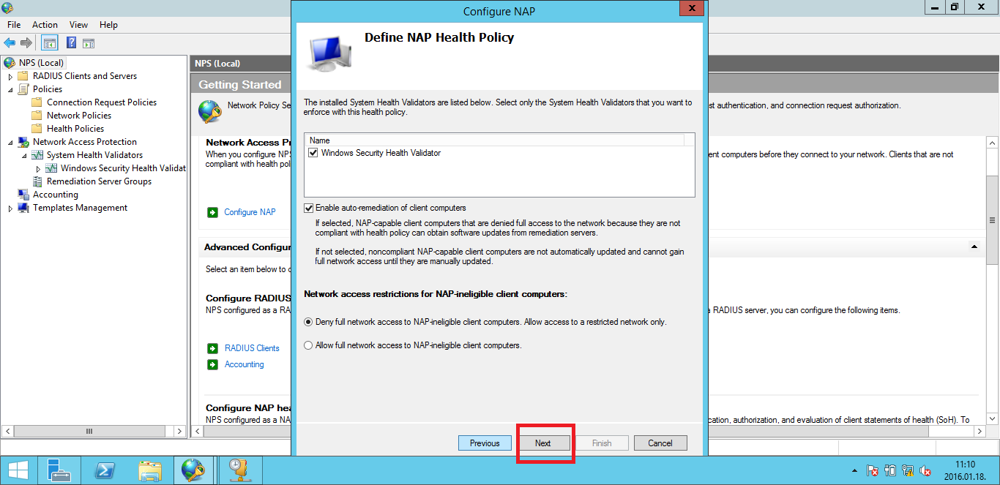 Configure NAP
x
File Action View Help
NPS (Local)
RADIUS Clients and Servers
Policies
Connection Request Policies
Network Policies
Health Policies
Network Access Protection
System Health Validators
Windows Security Health Validat
Remediation Server Groups
Accounting
Templates Management
NPS (Local)
Getting Started
Network Policy Se
st authentication, and connection request authorization.
Network Access Pr
When you configure NPS
ent computers before they connect to your network. Clients that are not
compliant with health pol
Configure NAP
Advanced Configur
Select an item below to c
Configure RADIUS
NPS configured as a RA
a RADIUS server, you can configure the following items.
RADIUS Clients
Accounting
Configure NAP hea
NPS configured as a NA
cation, authorization, and evaluation of client statements of health (SoH). To
Define NAP Health Policy
The installed System Health Validators are listed below. Select only the System Health Validators that you want to
enforce with this health policy.
Name
Windows Security Health Validator
Enable auto-remediation of client computers
If selected, NAP-capable client computers that are denied full access to the network because they are not
compliant with health policy can obtain software updates from remediation servers.
If not selected, noncompliant NAP-capable client computers are not automatically updated and cannot gain
full network access until they are manually updated.
Network access restrictions for NAP-ineligible client computers:
Deny full network access to NAP-ineligible client computers. Allow access to a restricted network only.
Allow full network access to NAP-ineligible client computers.
Previous Next Finish Cancel
11:10
2016.01.18.